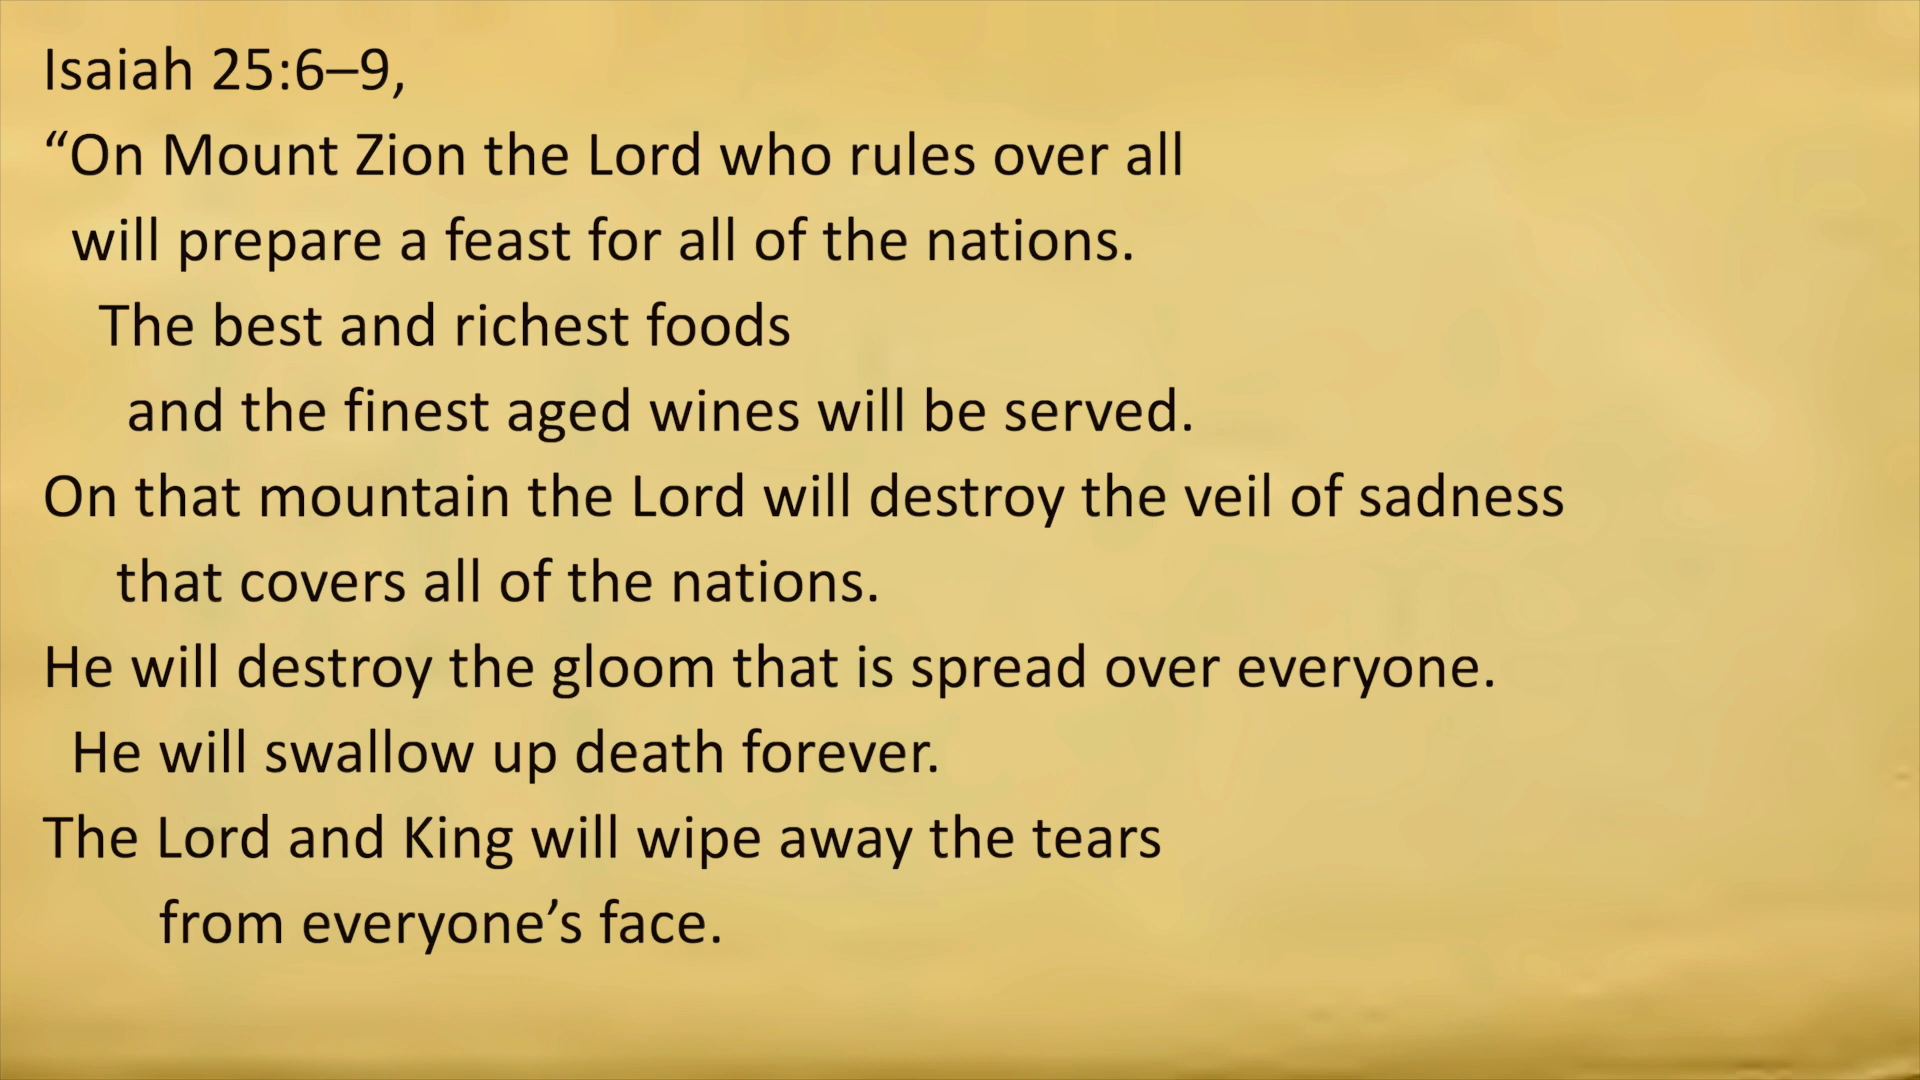 Isaiah 25:6–9,
“On Mount Zion the Lord who rules over all
will prepare a feast for all of the nations.
The best and richest foods
and the finest aged wines will be served.
On that mountain the Lord will destroy the veil of sadness
that covers all of the nations.
He will destroy the gloom that is spread over everyone.
He will swallow up death forever.
The Lord and King will wipe away the tears
from everyone’s face.